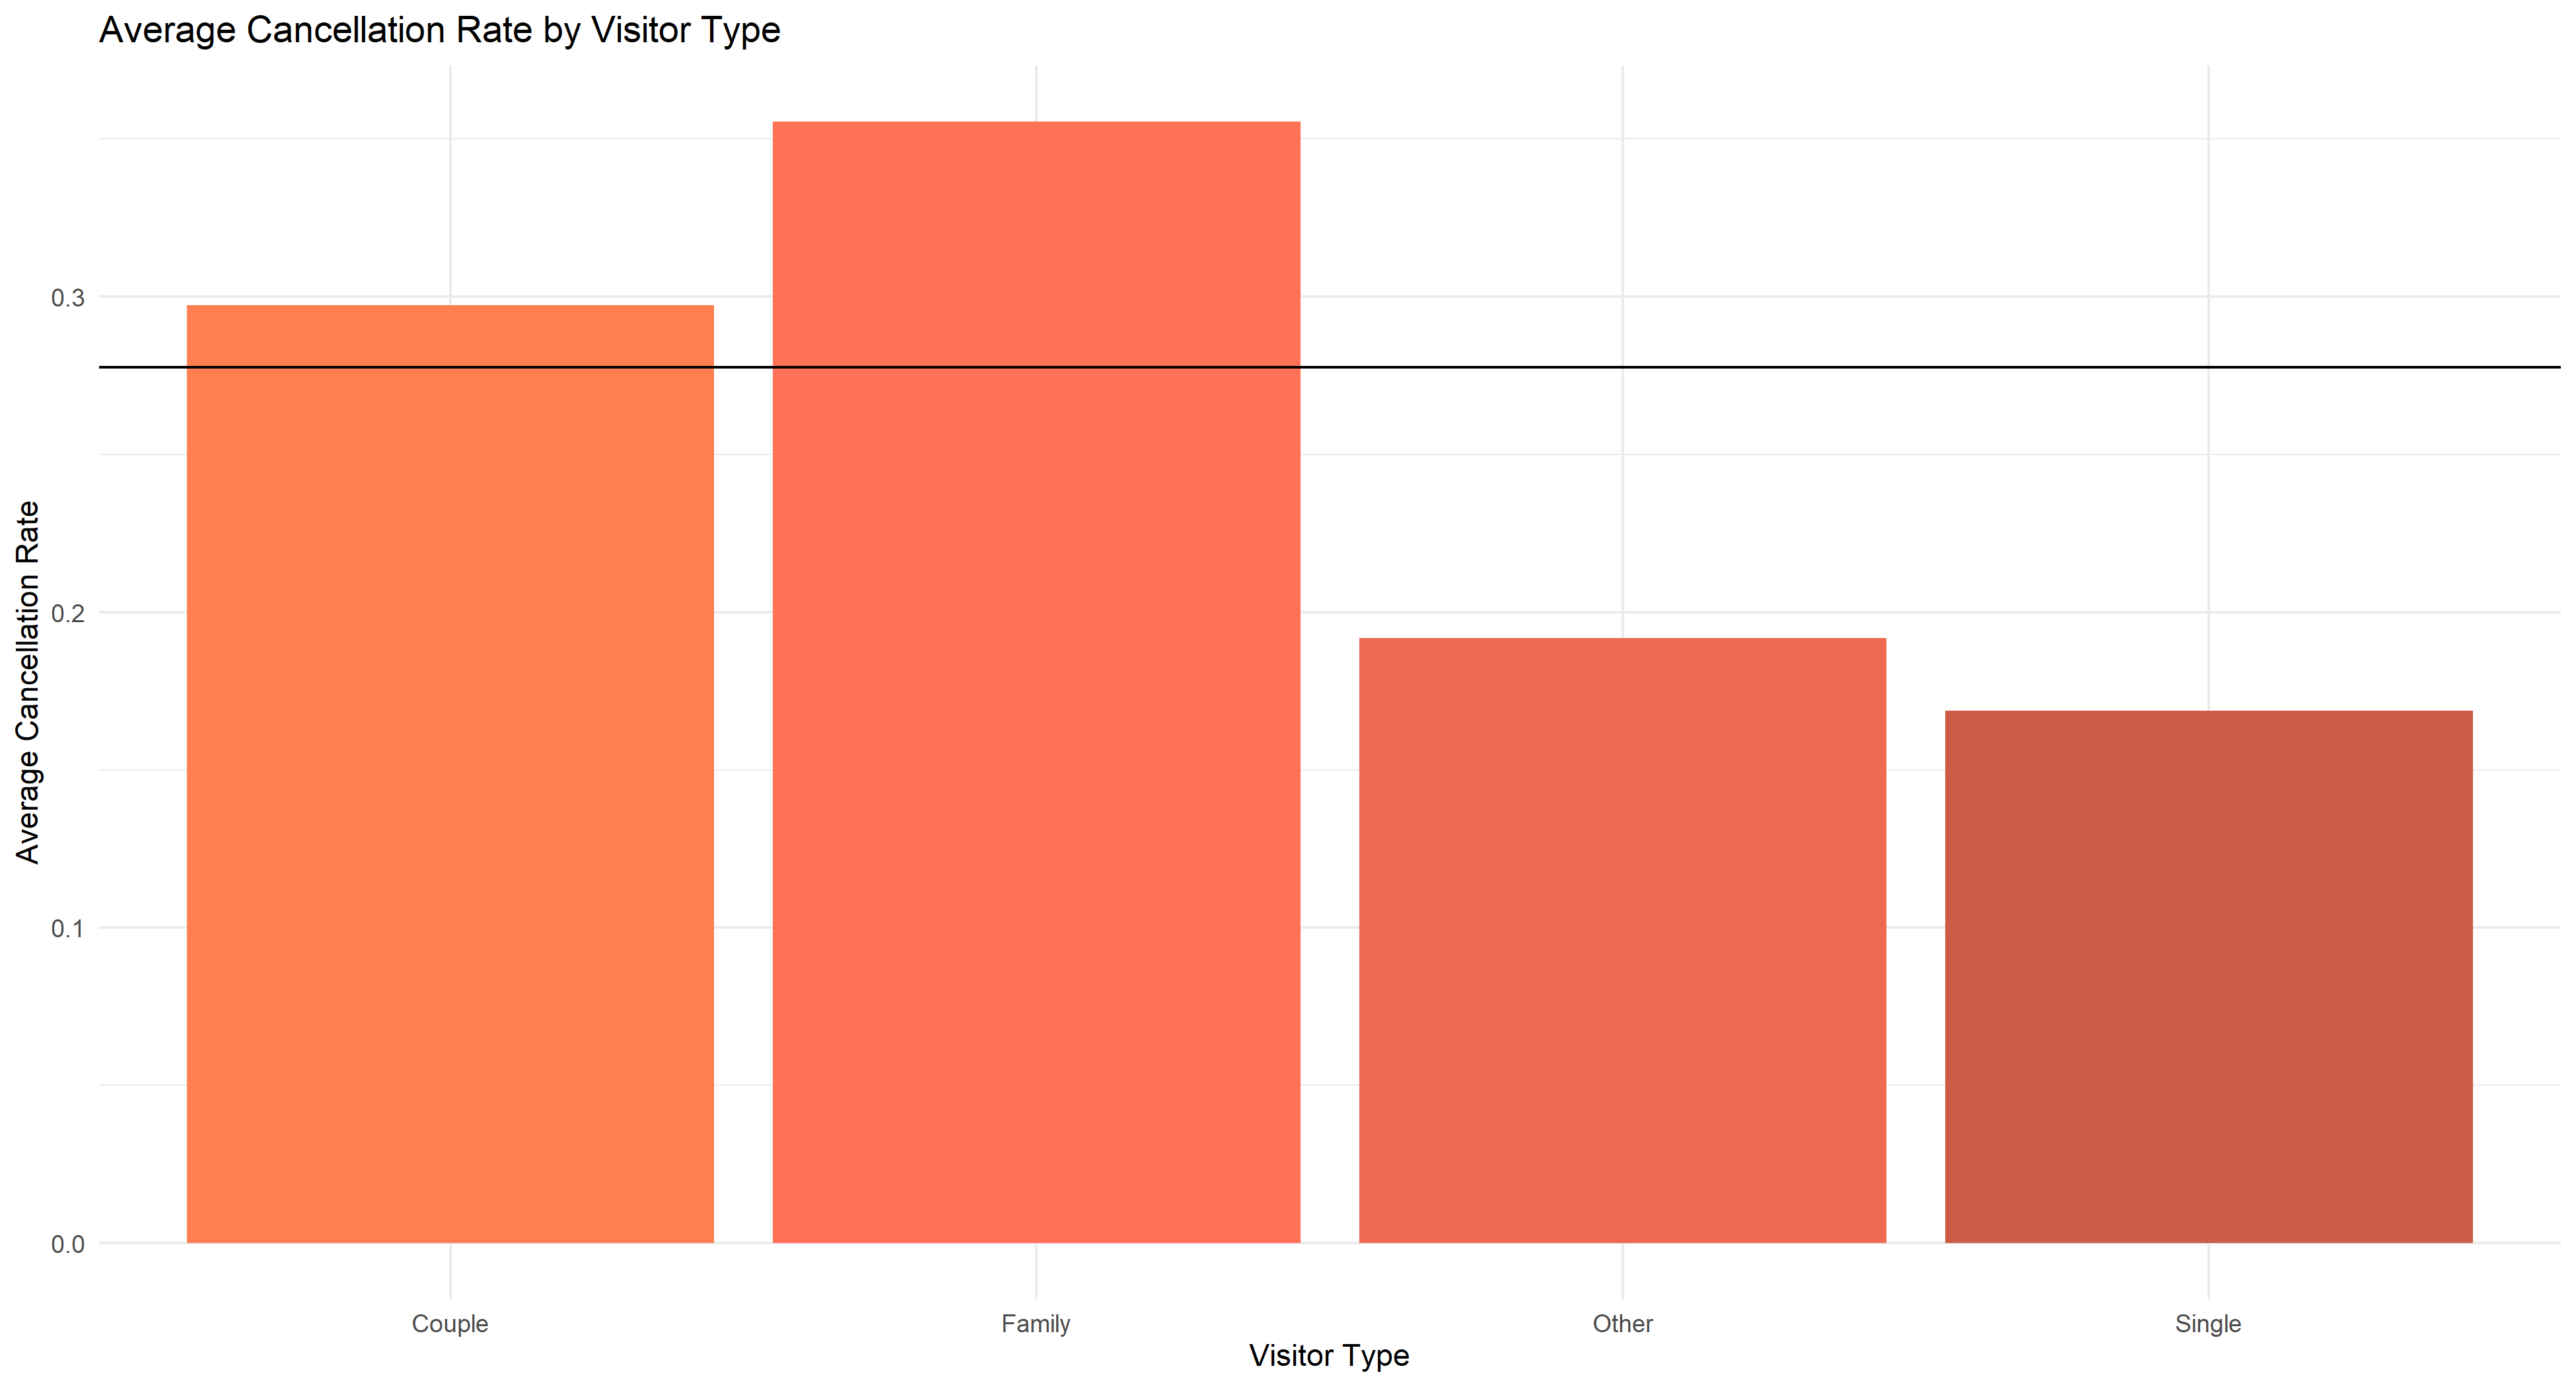 Average Cancellation Rate by Visitor Type
Average Cancellation Rate
0.3
0.2
0.1
0.0
Couple
Family
Other
Single
Visitor Type